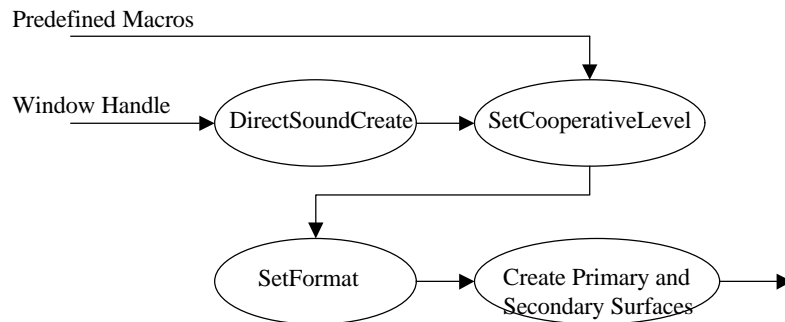 Predefined Macros
Window Handle
DirectSoundCreate
SetCooperativeLevel
SetFormat
Create Primary and
Secondary Surfaces